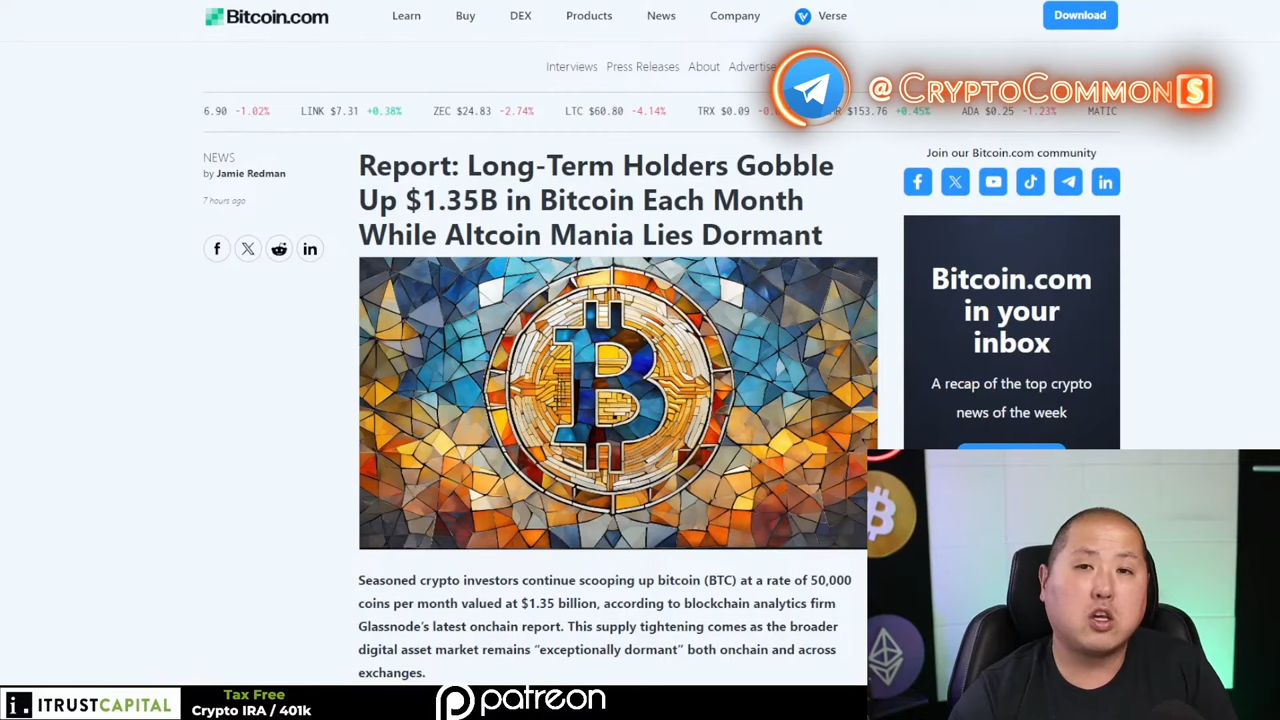 Bitcoin.com
Learn Buy DEX Products News Company Verse
Download
Interviews Press Releases About Advertise
@CRYPTOCOMMONS
6.90 -1.02% LINK $7.31 +0.38% ZEC $24.83 -2.74% LTC $60.80 -4.14% TRX $0.09 $153.76 +0.45% ADA $0.25 -1.23% MATIC
NEWS
by Jamie Redman
7 hours ago
Report: Long-Term Holders Gobble
Up $1.35B in Bitcoin Each Month
While Altcoin Mania Lies Dormant
Join our Bitcoin.com community
Bitcoin.com
in your
inbox
A recap of the top crypto
news of the week
Seasoned crypto investors continue scooping up bitcoin (BTC) at a rate of 50,000
coins per month valued at $1.35 billion, according to blockchain analytics firm
Glassnode’s latest onchain report. This supply tightening comes as the broader
digital asset market remains “exceptionally dormant” both onchain and across
exchanges.
i. ITRUSTCAPITAL
Tax Free
Crypto IRA / 401k
patreon